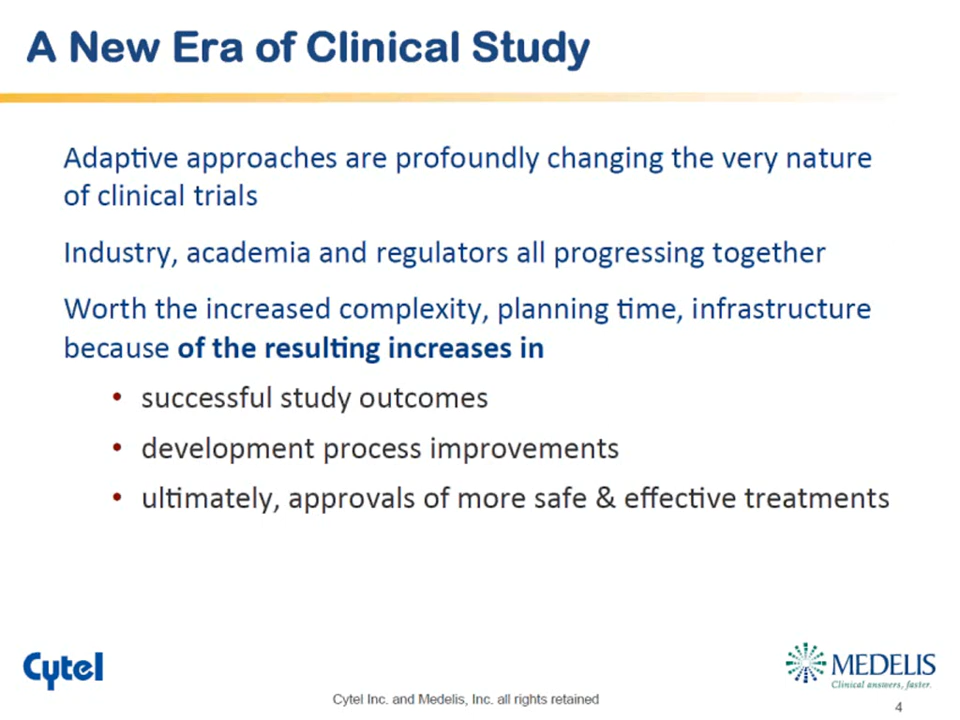 A New Era of Clinical Study
Adaptive approaches are profoundly changing the very nature
of clinical trials
Industry, academia and regulators all progressing together
Worth the increased complexity, planning time, infrastructure
because of the resulting increases in
• successful study outcomes
• development process improvements
• ultimately, approvals of more safe & effective treatments
Cytel
MEDELIS
Clinical answers, faster.
Cytel Inc. and Medelis, Inc. all rights retained
4